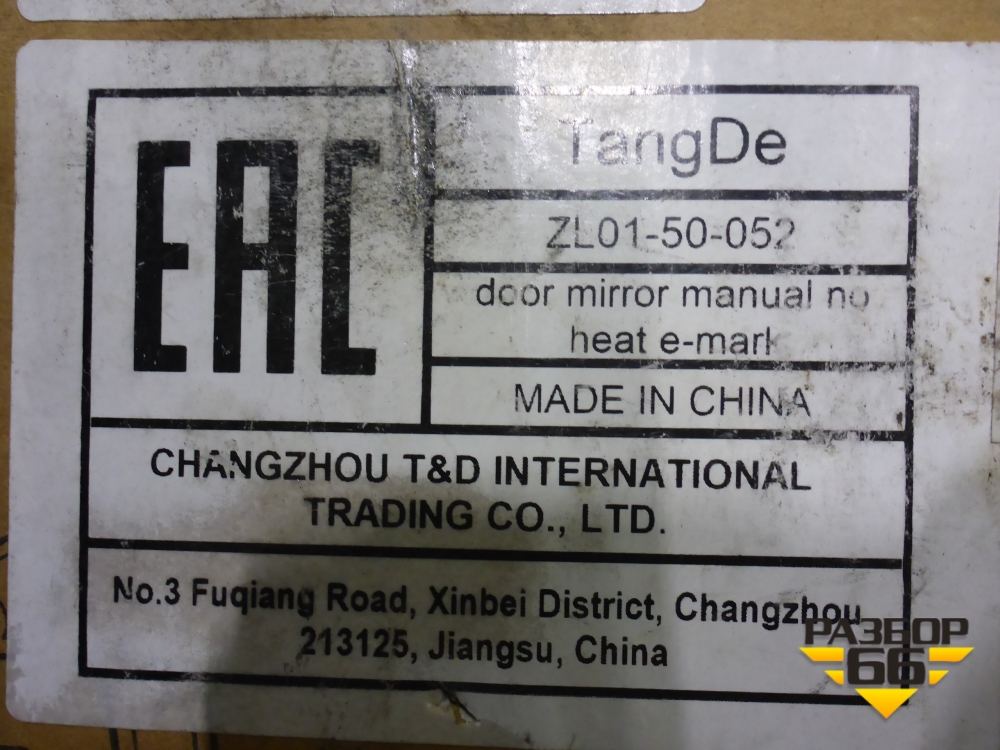 EAC
TangDe
ZL01-50-052
door mirror manual no
heat e-mark
MADE IN CHINA
CHANGZHOU T&D INTERNATIONAL
TRADING CO., LTD.
No.3 Fuqiang Road, Xinbei District, Changzhou
213125, Jiangsu, China
РАЗБОР
66